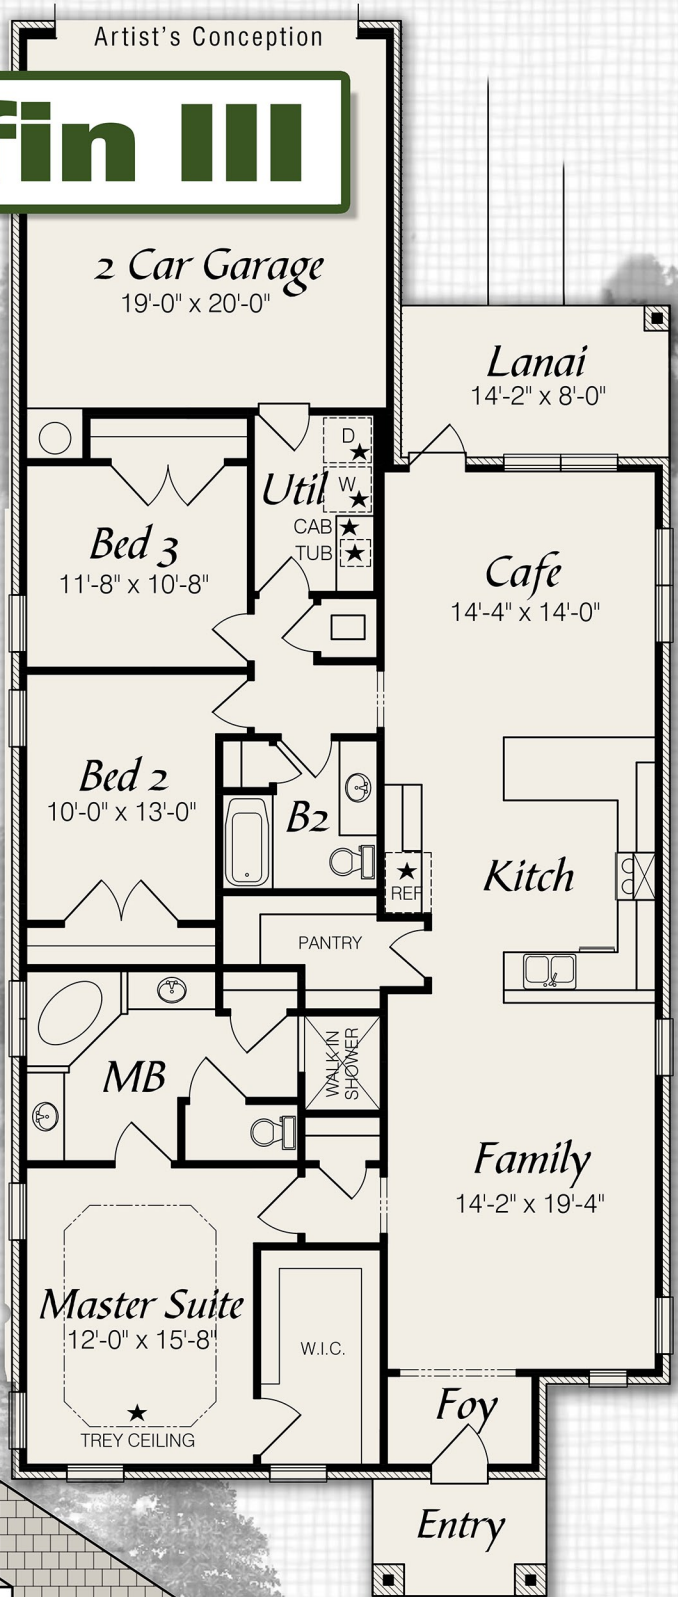 Artist's Conception
fin III
2 Car Garage
19'-0" x 20'-0"
Lanai
14'-2" x 8'-0"
D
Util
W
CAB
TUB
Bed 3
11'-8" x 10'-8"
Cafe
14'-4" x 14'-0"
Bed 2
10'-0" x 13'-0"
B2
REF
Kitch
PANTRY
MB
WALK IN
SHOWER
Family
14'-2" x 19'-4"
Master Suite
12'-0" x 15'-8"
W.I.C.
TREY CEILING
Foy
Entry